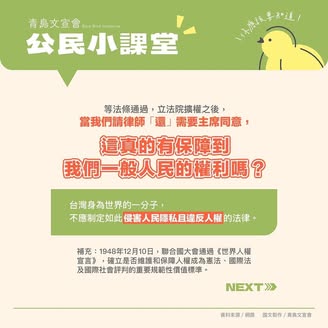 青鳥文宣會
公民小課堂
小鳥教享知道！
等法條通過，立法院擴權之後，
當我們請律師「還」需要主席同意，
這真的有保障到
我們一般人民的權利嗎？
台灣身為世界的一分子，
不應制定如此侵害人民隱私且違反人權的法律。
補充：1948年12月10日，聯合國大會通過《世界人權
宣言》，確立是否維護和保障人權成為憲法、國際法
及國際社會評判的重要規範性價值標準。
NEXT
資料來源／網路　圖文製作／青鳥文宣會